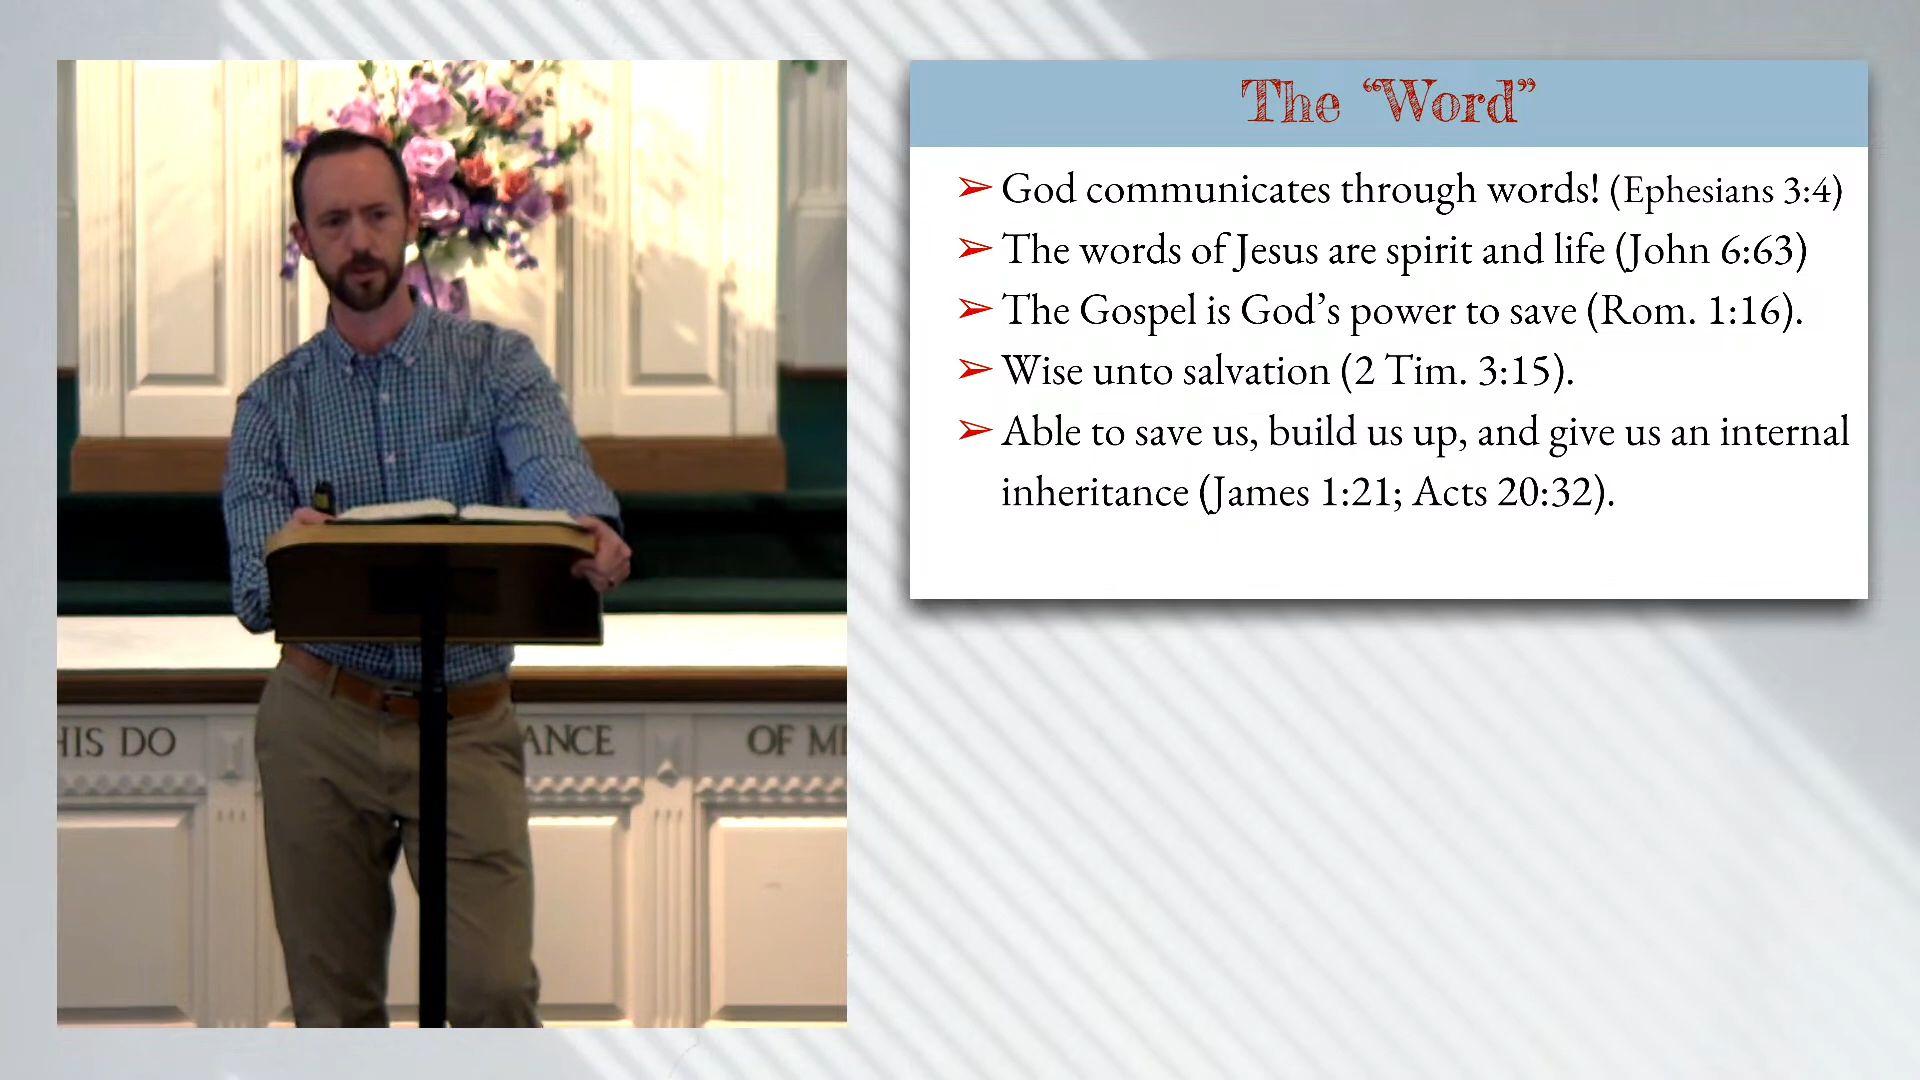 The “Word”
➢ God communicates through words! (Ephesians 3:4)
➢ The words of Jesus are spirit and life (John 6:63)
➢ The Gospel is God’s power to save (Rom. 1:16).
➢ Wise unto salvation (2 Tim. 3:15).
➢ Able to save us, build us up, and give us an internal
inheritance (James 1:21; Acts 20:32).
HIS DO ANCE OF M